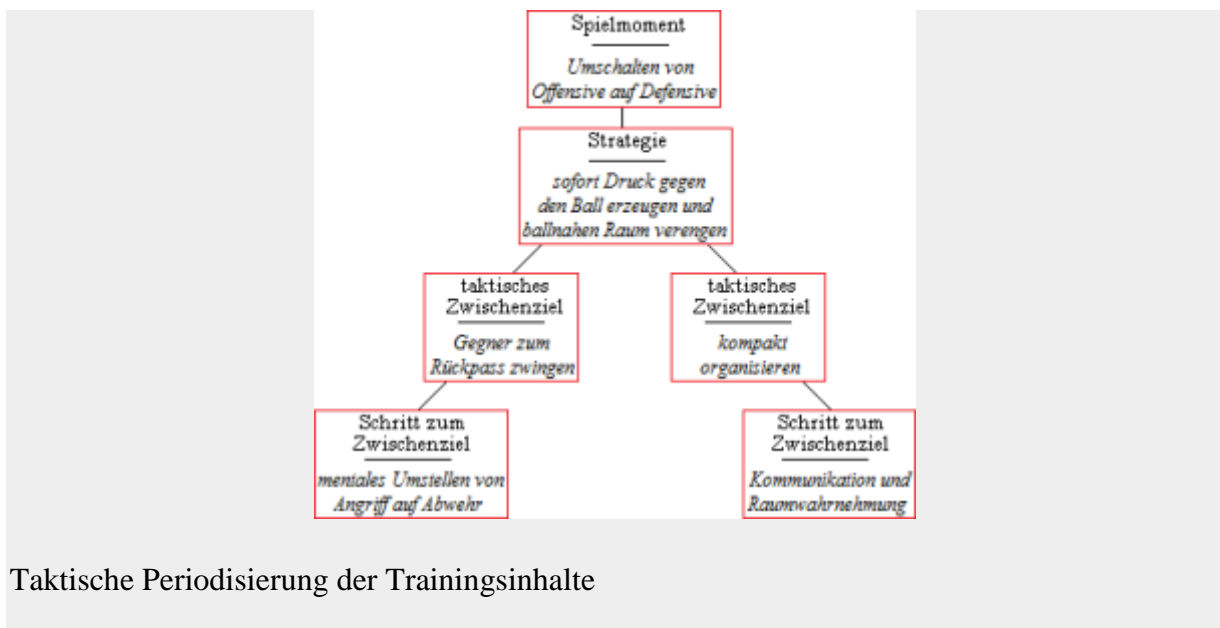 Spielmoment
Umschalten von
Offensive auf Defensive
Strategie
sofort Druck gegen
den Ball erzeugen und
ballnahen Raum verengen
taktisches
Zwischenziel
Gegner zum
Rückpass zwingen
taktisches
Zwischenziel
kompakt
organisieren
Schritt zum
Zwischenziel
mentales Umstellen von
Angriff auf Abwehr
Schritt zum
Zwischenziel
Kommunikation und
Raumwahrnehmung
Taktische Periodisierung der Trainingsinhalte